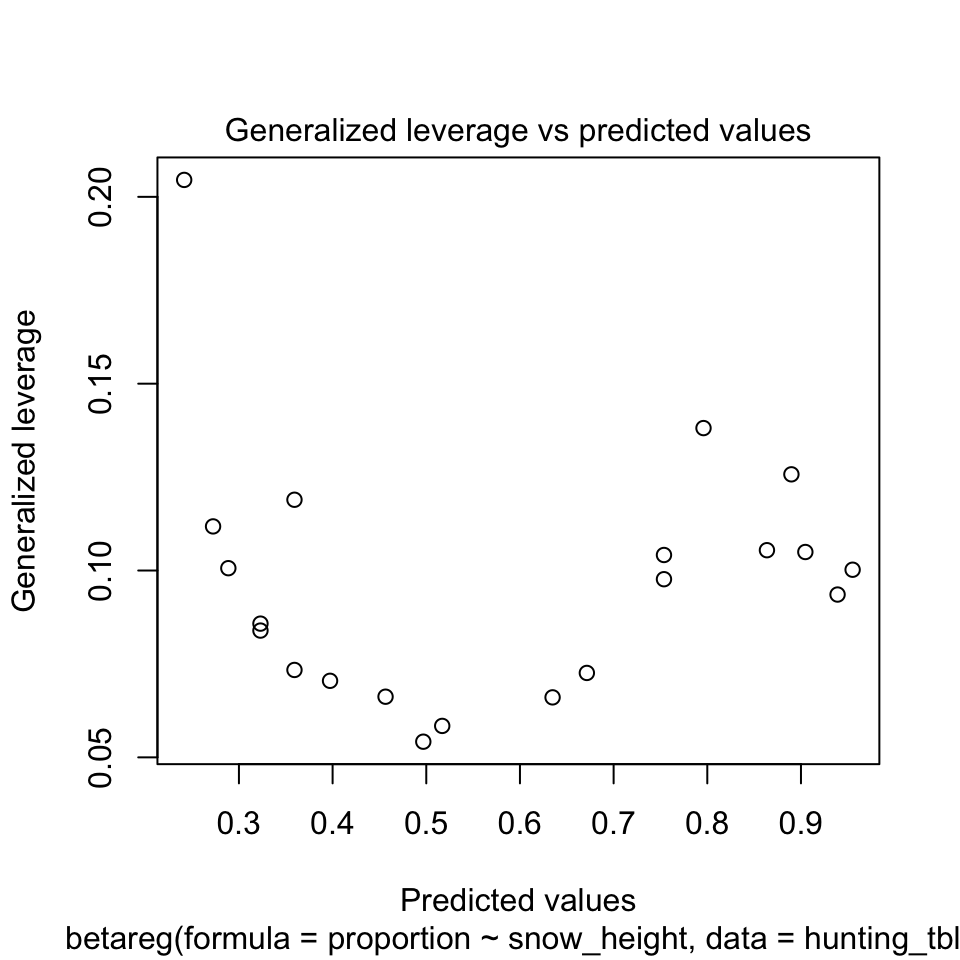 Generalized leverage vs predicted values
Generalized leverage
0.20
0.15
0.10
0.05
0.3 0.4 0.5 0.6 0.7 0.8 0.9
Predicted values
betareg(formula = proportion ~ snow_height, data = hunting_tbl